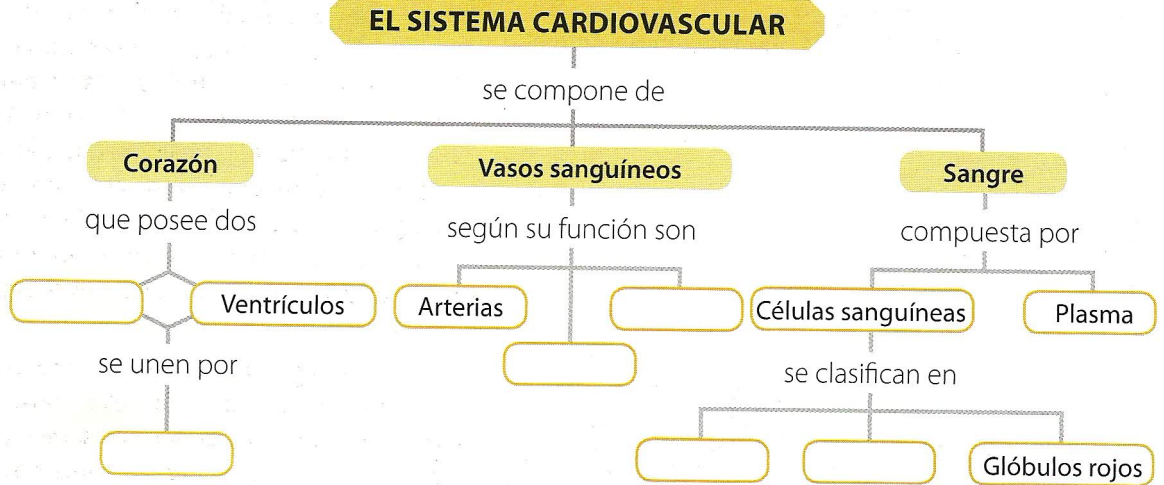 EL SISTEMA CARDIOVASCULAR
se compone de
Corazón
Vasos sanguíneos
Sangre
que posee dos
según su función son
compuesta por
Ventrículos
Arterias
Células sanguíneas
Plasma
se unen por
se clasifican en
Glóbulos rojos